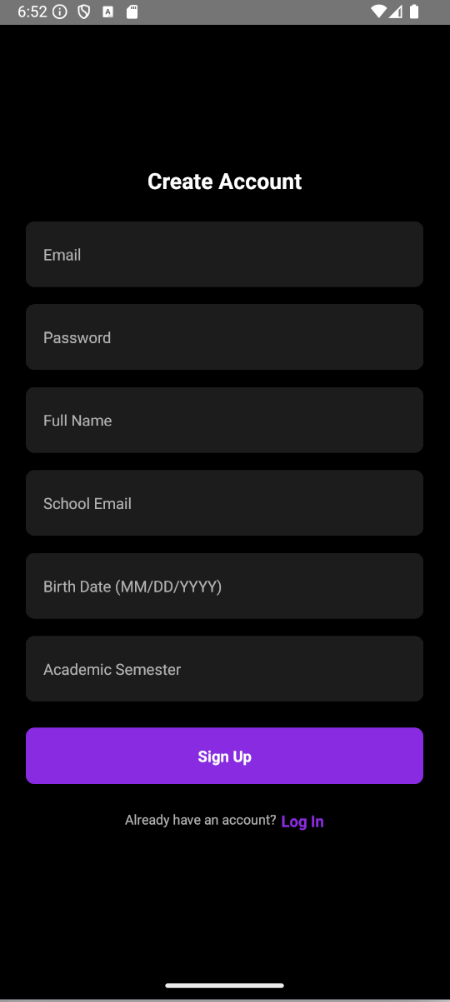 6:52
Create Account
Email
Password
Full Name
School Email
Birth Date (MM/DD/YYYY)
Academic Semester
Sign Up
Already have an account? Log In